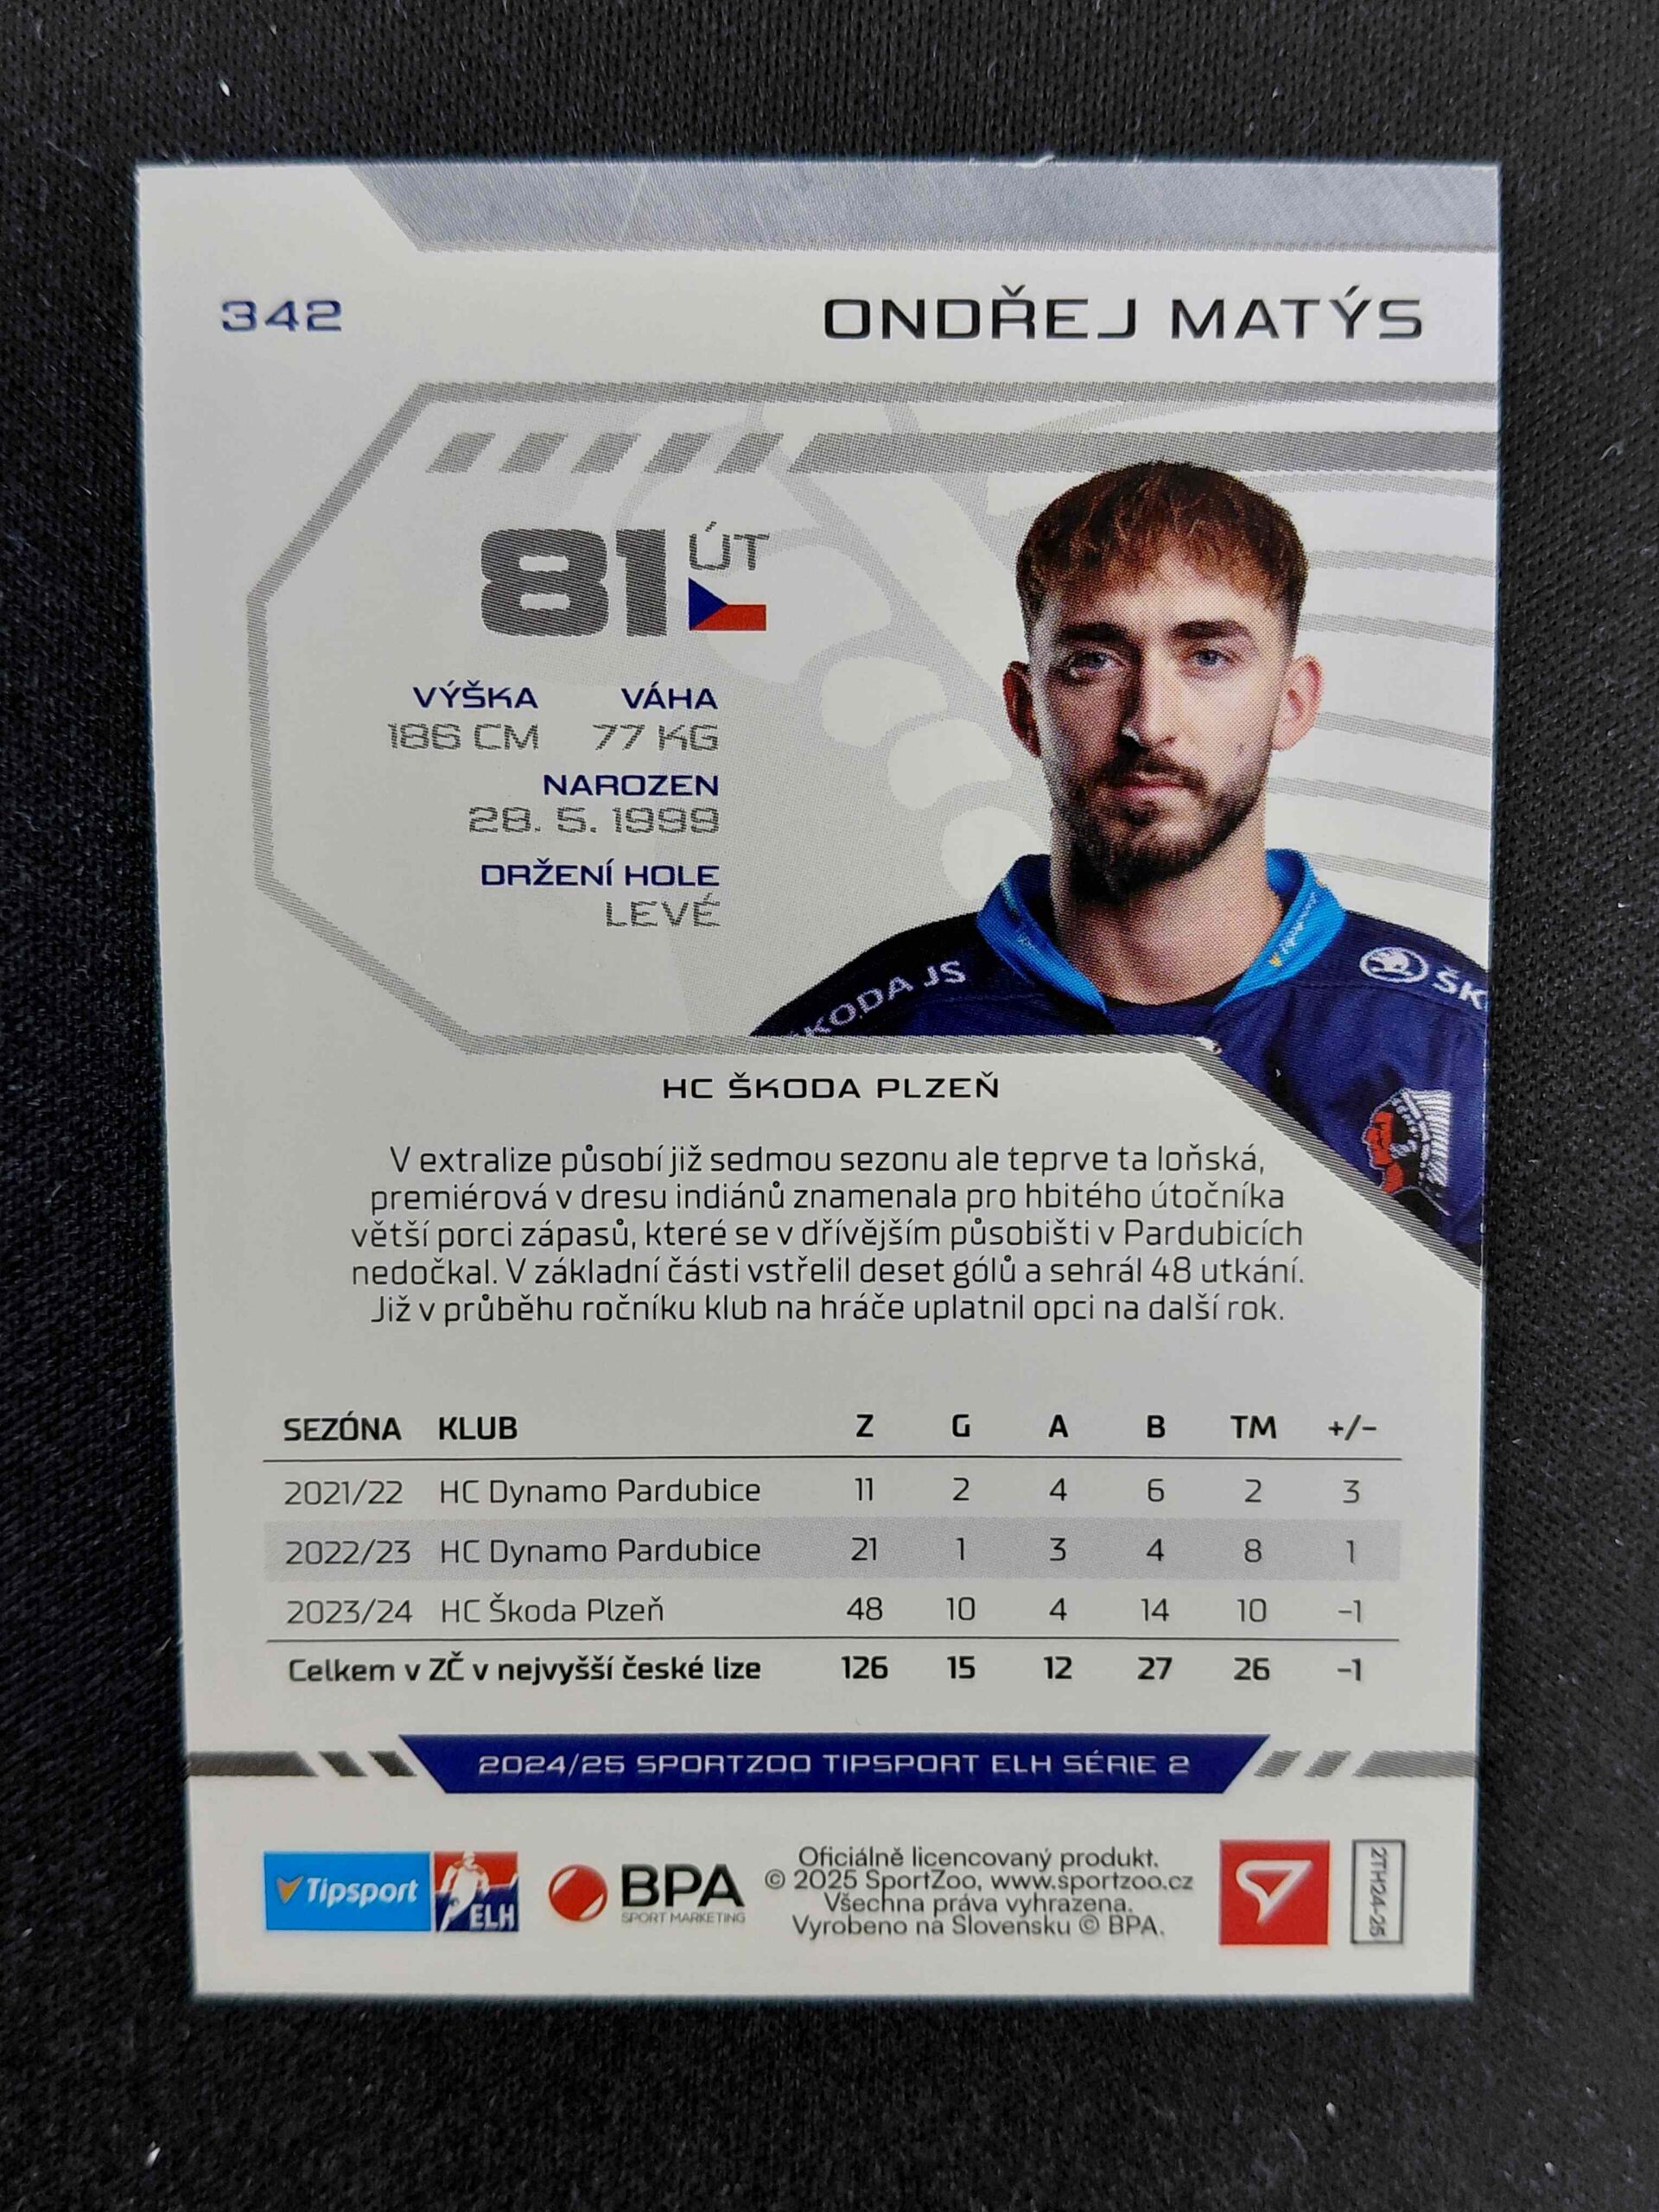 342
ONDŘEJ MATÝS
81 ÚT
VÝŠKA VÁHA
186 CM 77 KG
NAROZEN
28. 5. 1999
DRŽENÍ HOLE
LEVÉ
KODA JS
ŠK
HC ŠKODA PLZEŇ
V extralize působí již sedmou sezonu ale teprve ta loňská,
premiérová v dresu indiánů znamenala pro hbitého útočníka
větší porci zápasů, které se v dřívějším působišti v Pardubicích
nedočkal. V základní části vstřelil deset gólů a sehrál 48 utkání.
Již v průběhu ročníku klub na hráče uplatnil opci na další rok.
SEZÓNA KLUB Z G A B TM +/-
2021/22 HC Dynamo Pardubice 11 2 4 6 2 3
2022/23 HC Dynamo Pardubice 21 1 3 4 8 1
2023/24 HC Škoda Plzeň 48 10 4 14 10 -1
Celkem v ZČ v nejvyšší české lize 126 15 12 27 26 -1
2024/25 SPORTZOO TIPSPORT ELH SÉRIE 2
Tipsport ELH
BPA
SPORT MARKETING
Oficiálně licencovaný produkt.
© 2025 SportZoo, www.sportzoo.cz
Všechna práva vyhrazena.
Vyrobeno na Slovensku © BPA.
2TH24-25